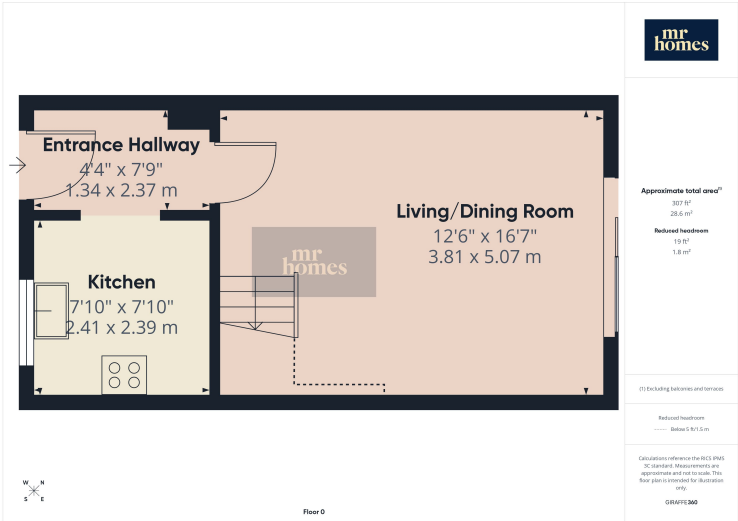 mr
homes
Entrance Hallway
4'4" x 7'9"
1.34 x 2.37 m
Living/Dining Room
12'6" x 16'7"
3.81 x 5.07 m
mr
homes
Kitchen
7'10" x 7'10"
2.41 x 2.39 m
Approximate total area(1)
307 ft²
28.6 m²
Reduced headroom
19 ft²
1.8 m²
(1) Excluding balconies and terraces
Reduced headroom
Below 5 ft/1.5 m
Calculations reference the RICS IPMS
3C standard. Measurements are
approximate and not to scale. This
floor plan is intended for illustration
only.
GIRAFFE360
W N
S E
Floor 0